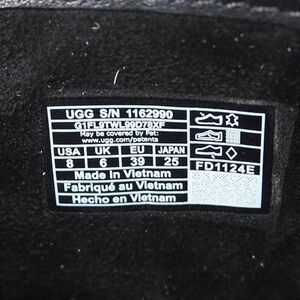 UGG S/N 1162990
G1FL9TWL99D78XF
May be covered by Pat:
www.ugg.com/patents
USA UK EU JAPAN
8 6 39 25
FD1124E
Made in Vietnam
Fabriqué au Vietnam
Hecho en Vietnam